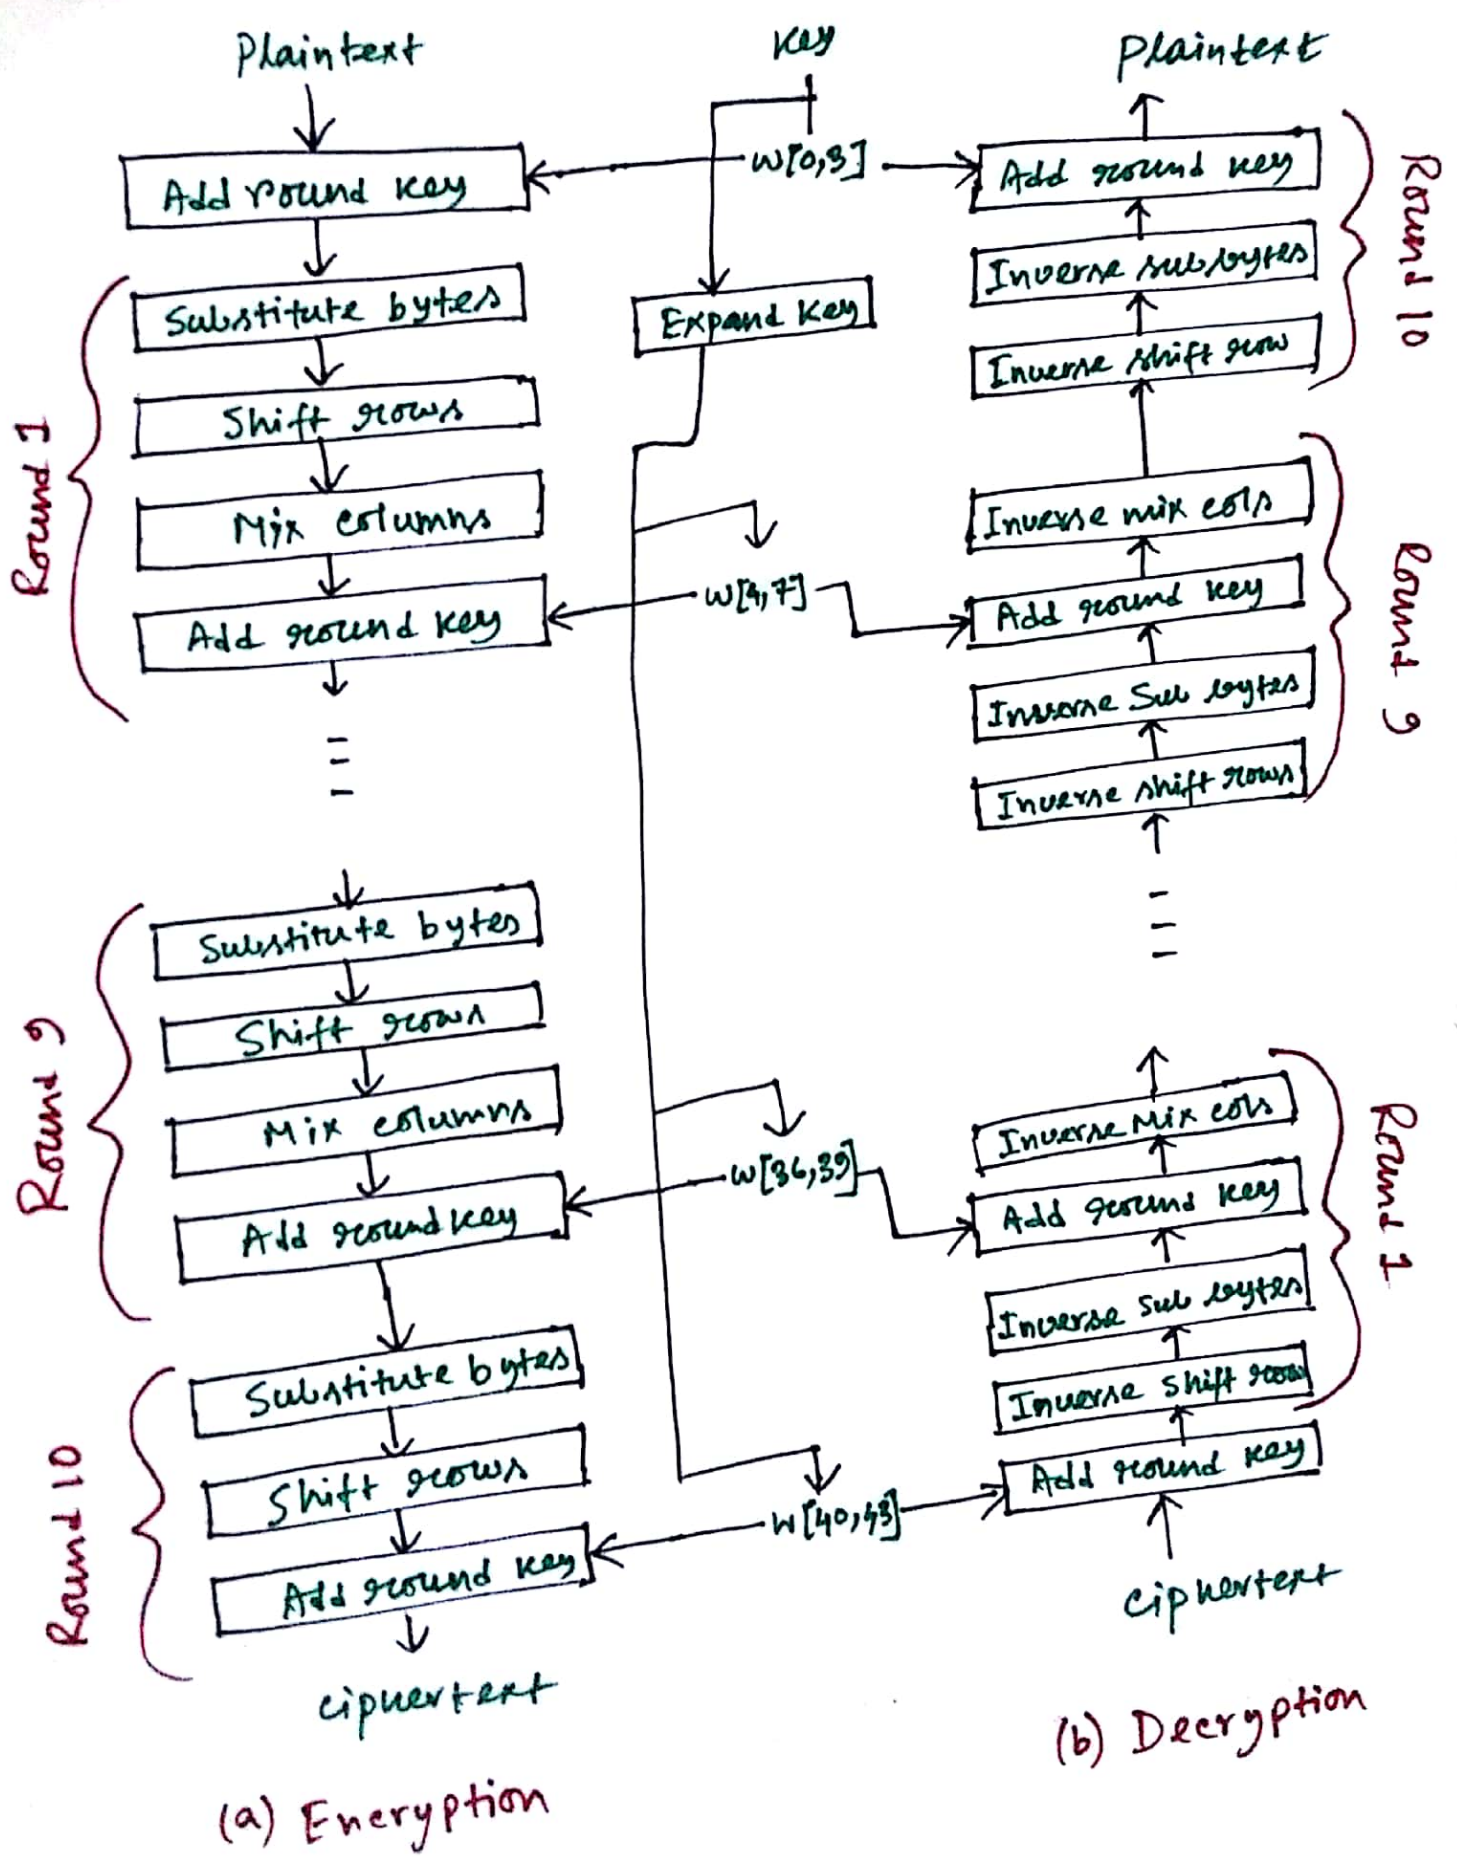 Plaintext
Add round key
Round 1
Substitute bytes
Shift rows
Mix columns
Add round key
Round 9
Substitute bytes
Shift rows
Mix columns
Add round key
Round 10
Substitute bytes
Shift rows
Add round key
ciphertext
(a) Encryption
Key
W[0,3]
Expand Key
W[4,7]
W[36,39]
W[40,43]
Plaintext
Add round key
Inverse sub bytes
Inverse shift row
Round 10
Inverse mix cols
Add round key
Inverse Sub bytes
Inverse shift rows
Round 9
Inverse Mix cols
Add round key
Inverse Sub bytes
Inverse shift row
Round 1
Add round key
ciphertext
(b) Decryption